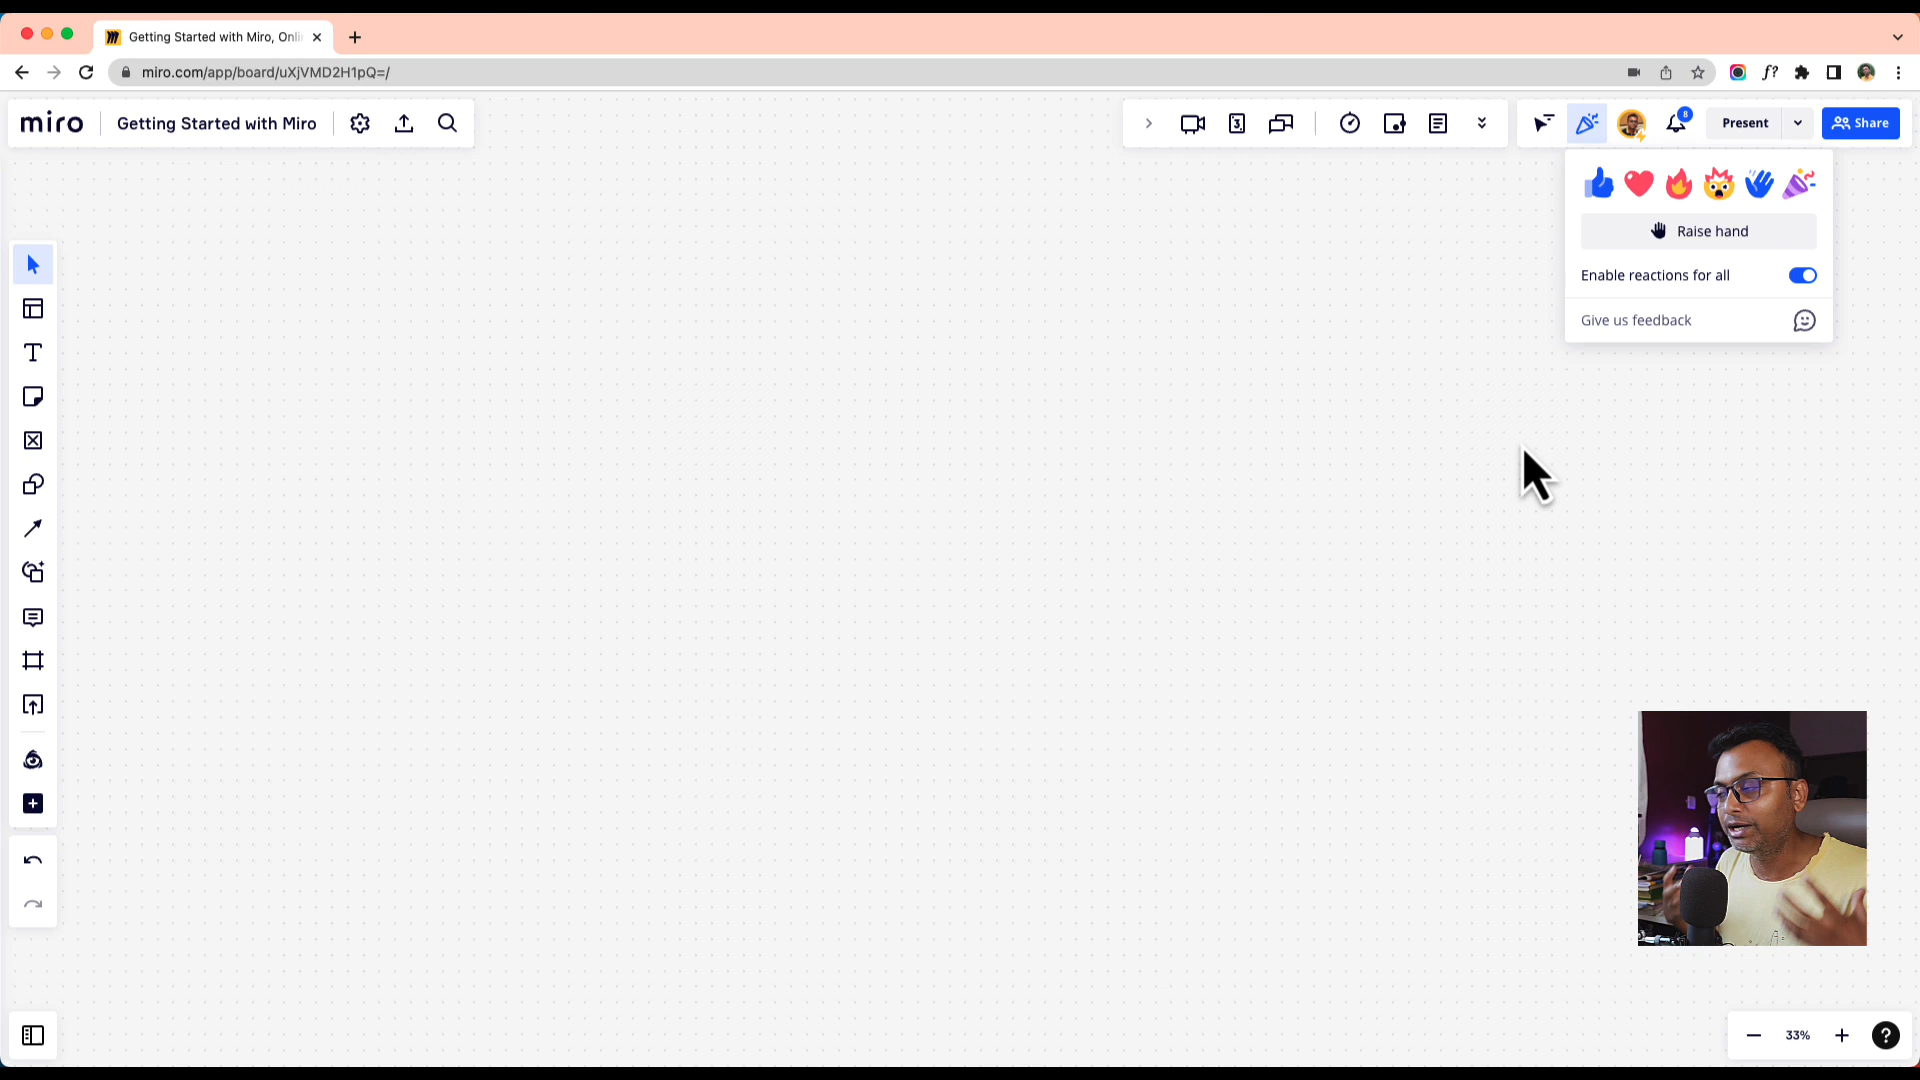 Getting Started with Miro, Onli
miro.com/app/board/uXjVMD2H1pQ=/
f?
miro
Getting Started with Miro
3
8
Present
Share
Raise hand
Enable reactions for all
Give us feedback
33%
?